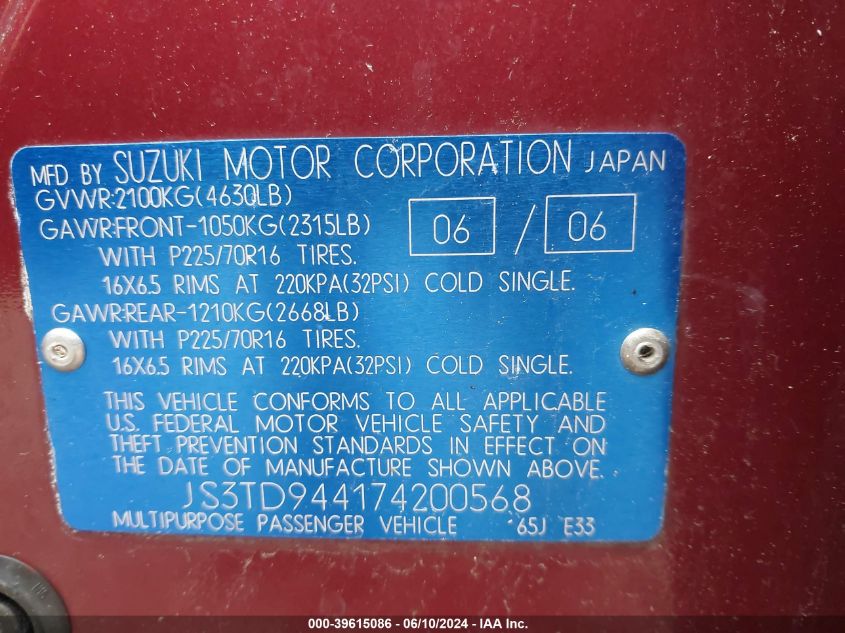 MFD BY SUZUKI MOTOR CORPORATION JAPAN
GVWR:2100KG(4630LB)
GAWR:FRONT-1050KG(2315LB) 06 / 06
WITH P225/70R16 TIRES.
16X6.5 RIMS AT 220KPA(32PSI) COLD SINGLE.
GAWR:REAR-1210KG(2668LB)
WITH P225/70R16 TIRES.
16X6.5 RIMS AT 220KPA(32PSI) COLD SINGLE.
THIS VEHICLE CONFORMS TO ALL APPLICABLE
U.S. FEDERAL MOTOR VEHICLE SAFETY AND
THEFT PREVENTION STANDARDS IN EFFECT ON
THE DATE OF MANUFACTURE SHOWN ABOVE.
JS3TD944174200568
MULTIPURPOSE PASSENGER VEHICLE '65J E33
000-39615086 - 06/10/2024 - IAA Inc.